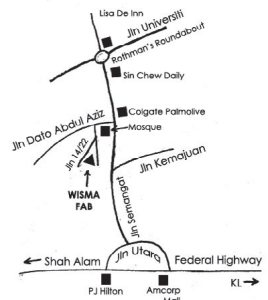 Lisa De Inn
Jln Universiti
Rothman's Roundabout
Sin Chew Daily
Colgate Palmolive
Jln Dato Abdul Aziz
Mosque
Jln 14/22
Jln Kemajuan
WISMA
FAB
Jln Semangat
Jln Utara
← Shah Alam
Federal Highway
KL →
PJ Hilton
Amcorp
Mall